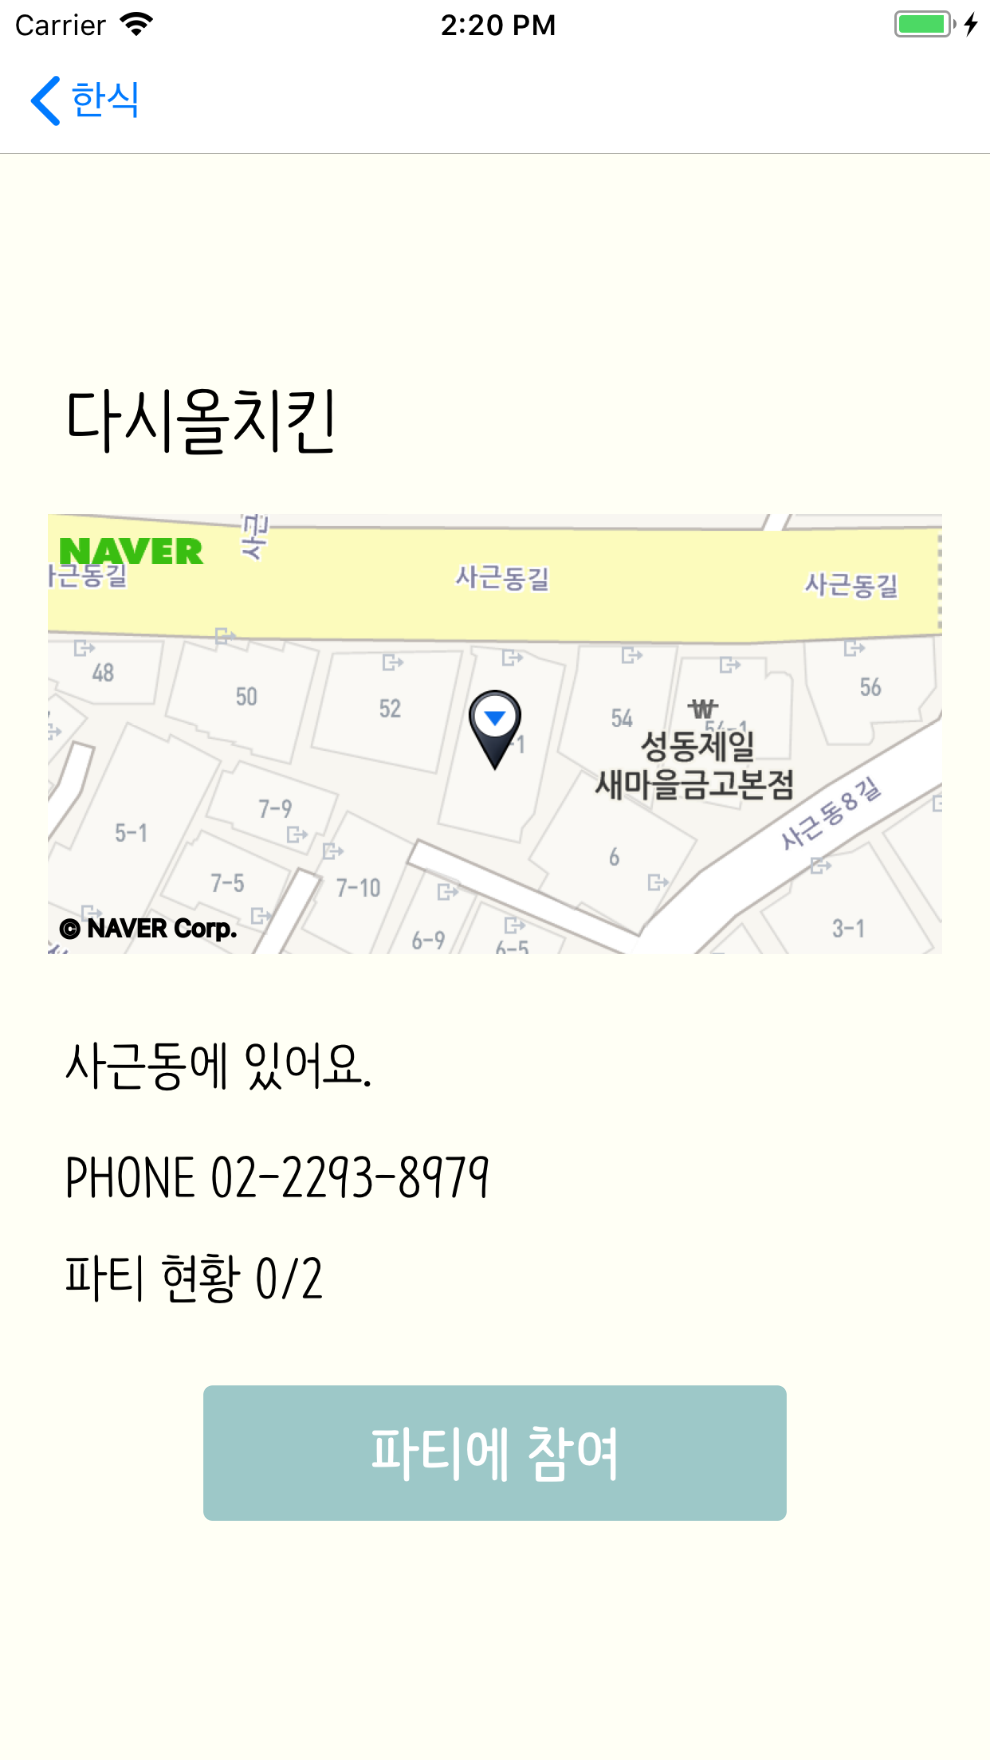 Carrier 2:20 PM
한식
다시올치킨
사근
NAVER
사근동길 사근동길 사근동길
48 50 52 54 56
-1
성동제일
새마을금고본점
사근동8길
7-9
5-1
6
7-5 7-10
3-1
6-9 6-5
© NAVER Corp.
사근동에 있어요.
PHONE 02-2293-8979
파티 현황 0/2
파티에 참여